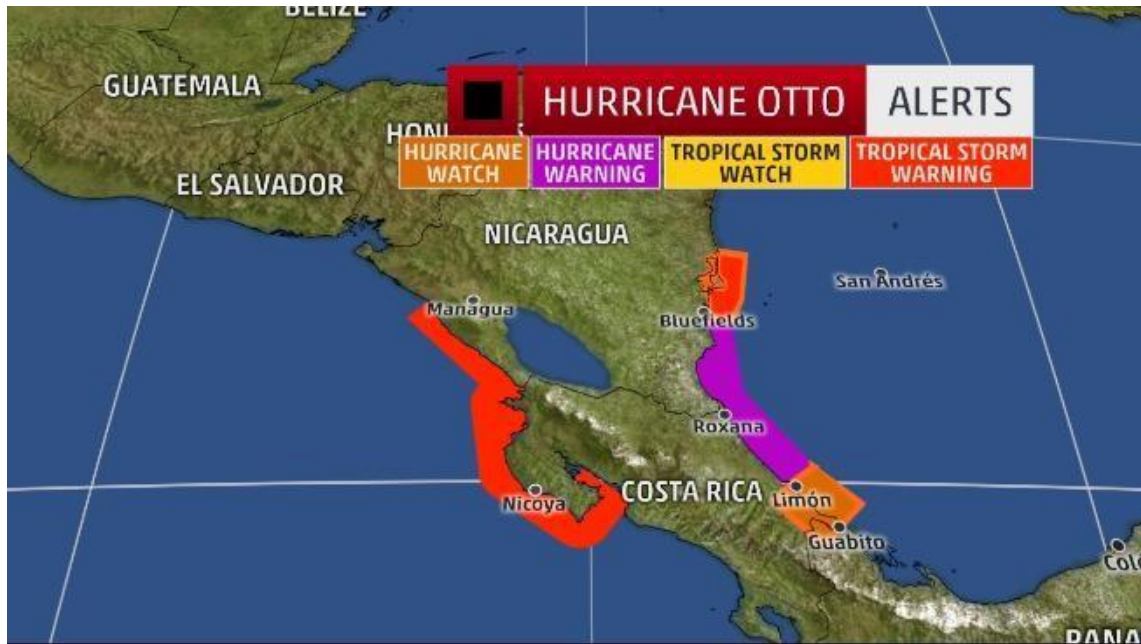 BELIZE
GUATEMALA
HURRICANE OTTO ALERTS
HURRICANE WATCH
HURRICANE WARNING
TROPICAL STORM WATCH
TROPICAL STORM WARNING
EL SALVADOR
NICARAGUA
San Andrés
Managua
Bluefields
Roxana
Nicoya
COSTA RICA
Limón
Guabito